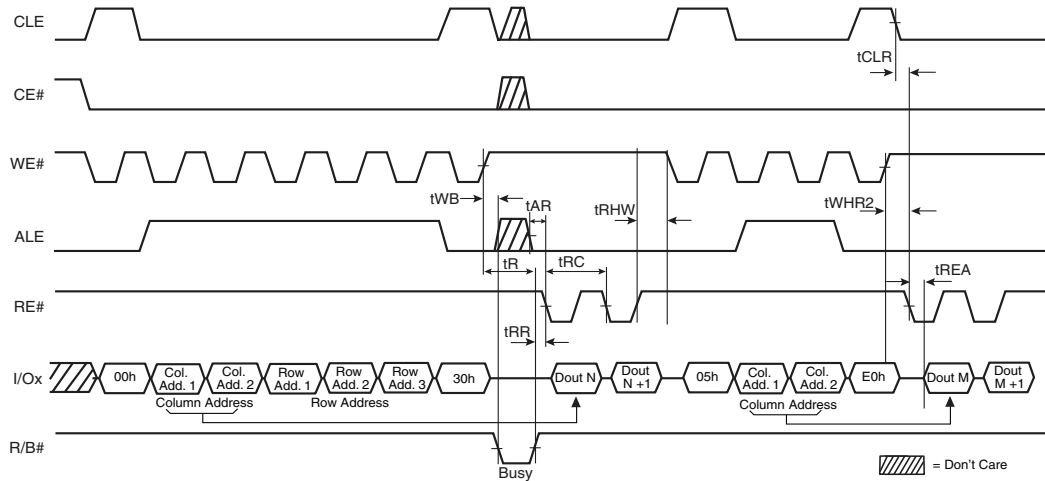 CLE
tCLR
CE#
WE#
tWB
tAR
tRHW
tWHR2
ALE
tR
tRC
tREA
RE#
tRR
I/Ox
00h
Col. Add. 1
Col. Add. 2
Row Add. 1
Row Add. 2
Row Add. 3
30h
Dout N
Dout N +1
05h
Col. Add. 1
Col. Add. 2
E0h
Dout M
Dout M +1
Column Address
Row Address
Column Address
R/B#
Busy
= Don't Care